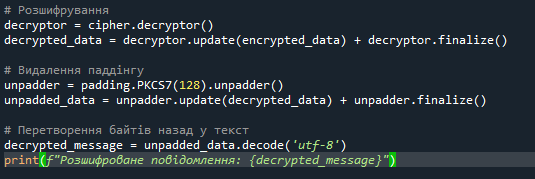 # Розшифрування
decryptor = cipher.decryptor()
decrypted_data = decryptor.update(encrypted_data) + decryptor.finalize()
# Видалення паддінгу
unpadder = padding.PKCS7(128).unpadder()
unpadded_data = unpadder.update(decrypted_data) + unpadder.finalize()
# Перетворення байтів назад у текст
decrypted_message = unpadded_data.decode('utf-8')
print(f"Розшифроване повідомлення: {decrypted_message}")